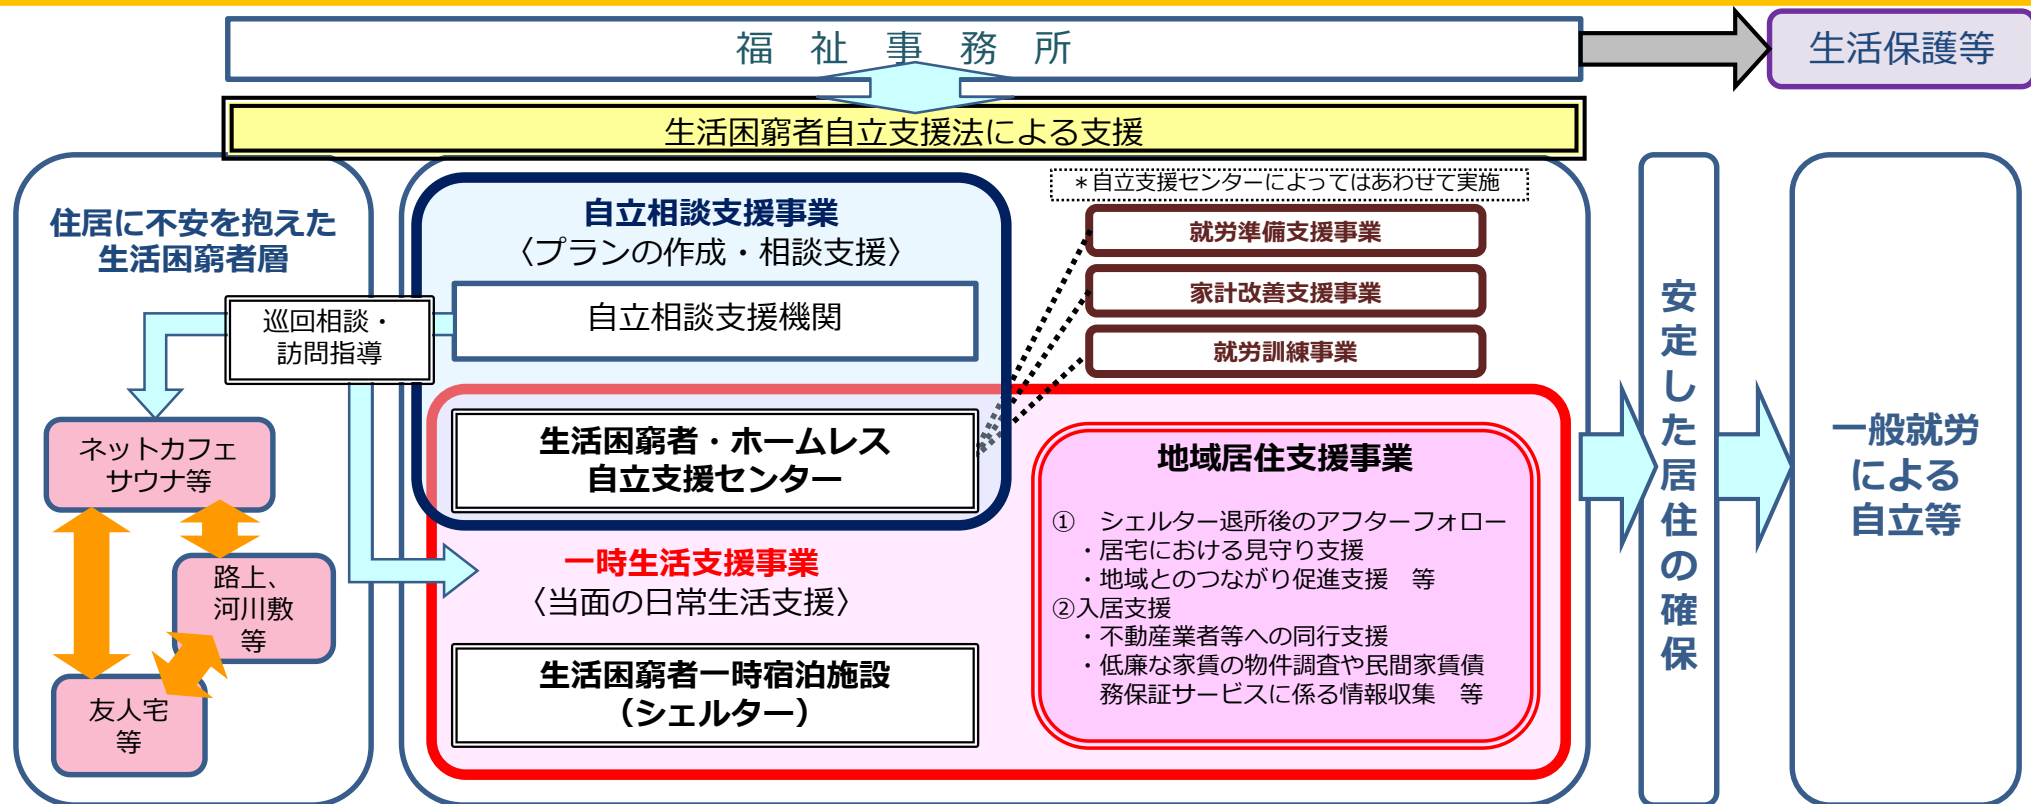 福　祉　事　務　所
生活保護等
生活困窮者自立支援法による支援
住居に不安を抱えた
生活困窮者層
巡回相談・
訪問指導
ネットカフェ
サウナ等
路上、
河川敷
等
友人宅
等
自立相談支援事業
〈プランの作成・相談支援〉
自立相談支援機関
生活困窮者・ホームレス
自立支援センター
＊自立支援センターによってはあわせて実施
就労準備支援事業
家計改善支援事業
就労訓練事業
一時生活支援事業
〈当面の日常生活支援〉
生活困窮者一時宿泊施設
（シェルター）
地域居住支援事業
①　シェルター退所後のアフターフォロー
・居宅における見守り支援
・地域とのつながり促進支援　等
②入居支援
・不動産業者等への同行支援
・低廉な家賃の物件調査や民間家賃債
務保証サービスに係る情報収集　等
安定した居住の確保
一般就労
による
自立等